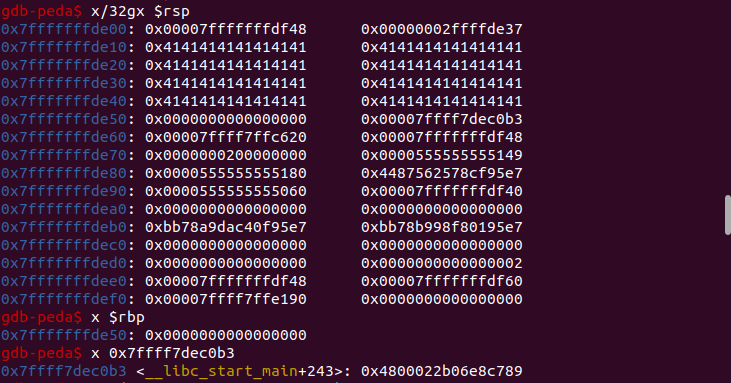 gdb-peda$ x/32gx $rsp
0x7fffffffde00: 0x00007fffffffdf48 0x00000002ffffde37
0x7fffffffde10: 0x4141414141414141 0x4141414141414141
0x7fffffffde20: 0x4141414141414141 0x4141414141414141
0x7fffffffde30: 0x4141414141414141 0x4141414141414141
0x7fffffffde40: 0x4141414141414141 0x4141414141414141
0x7fffffffde50: 0x0000000000000000 0x00007ffff7dec0b3
0x7fffffffde60: 0x00007ffff7ffc620 0x00007fffffffdf48
0x7fffffffde70: 0x0000000200000000 0x0000555555555149
0x7fffffffde80: 0x0000555555555180 0x4487562578cf95e7
0x7fffffffde90: 0x0000555555555060 0x00007fffffffdf40
0x7fffffffdea0: 0x0000000000000000 0x0000000000000000
0x7fffffffdeb0: 0xbb78a9dac40f95e7 0xbb78b998f80195e7
0x7fffffffdec0: 0x0000000000000000 0x0000000000000000
0x7fffffffded0: 0x0000000000000000 0x0000000000000002
0x7fffffffdee0: 0x00007fffffffdf48 0x00007fffffffdf60
0x7fffffffdef0: 0x00007ffff7ffe190 0x0000000000000000
gdb-peda$ x $rbp
0x7fffffffde50: 0x0000000000000000
gdb-peda$ x 0x7ffff7dec0b3
0x7ffff7dec0b3 <__libc_start_main+243>: 0x4800022b06e8c789